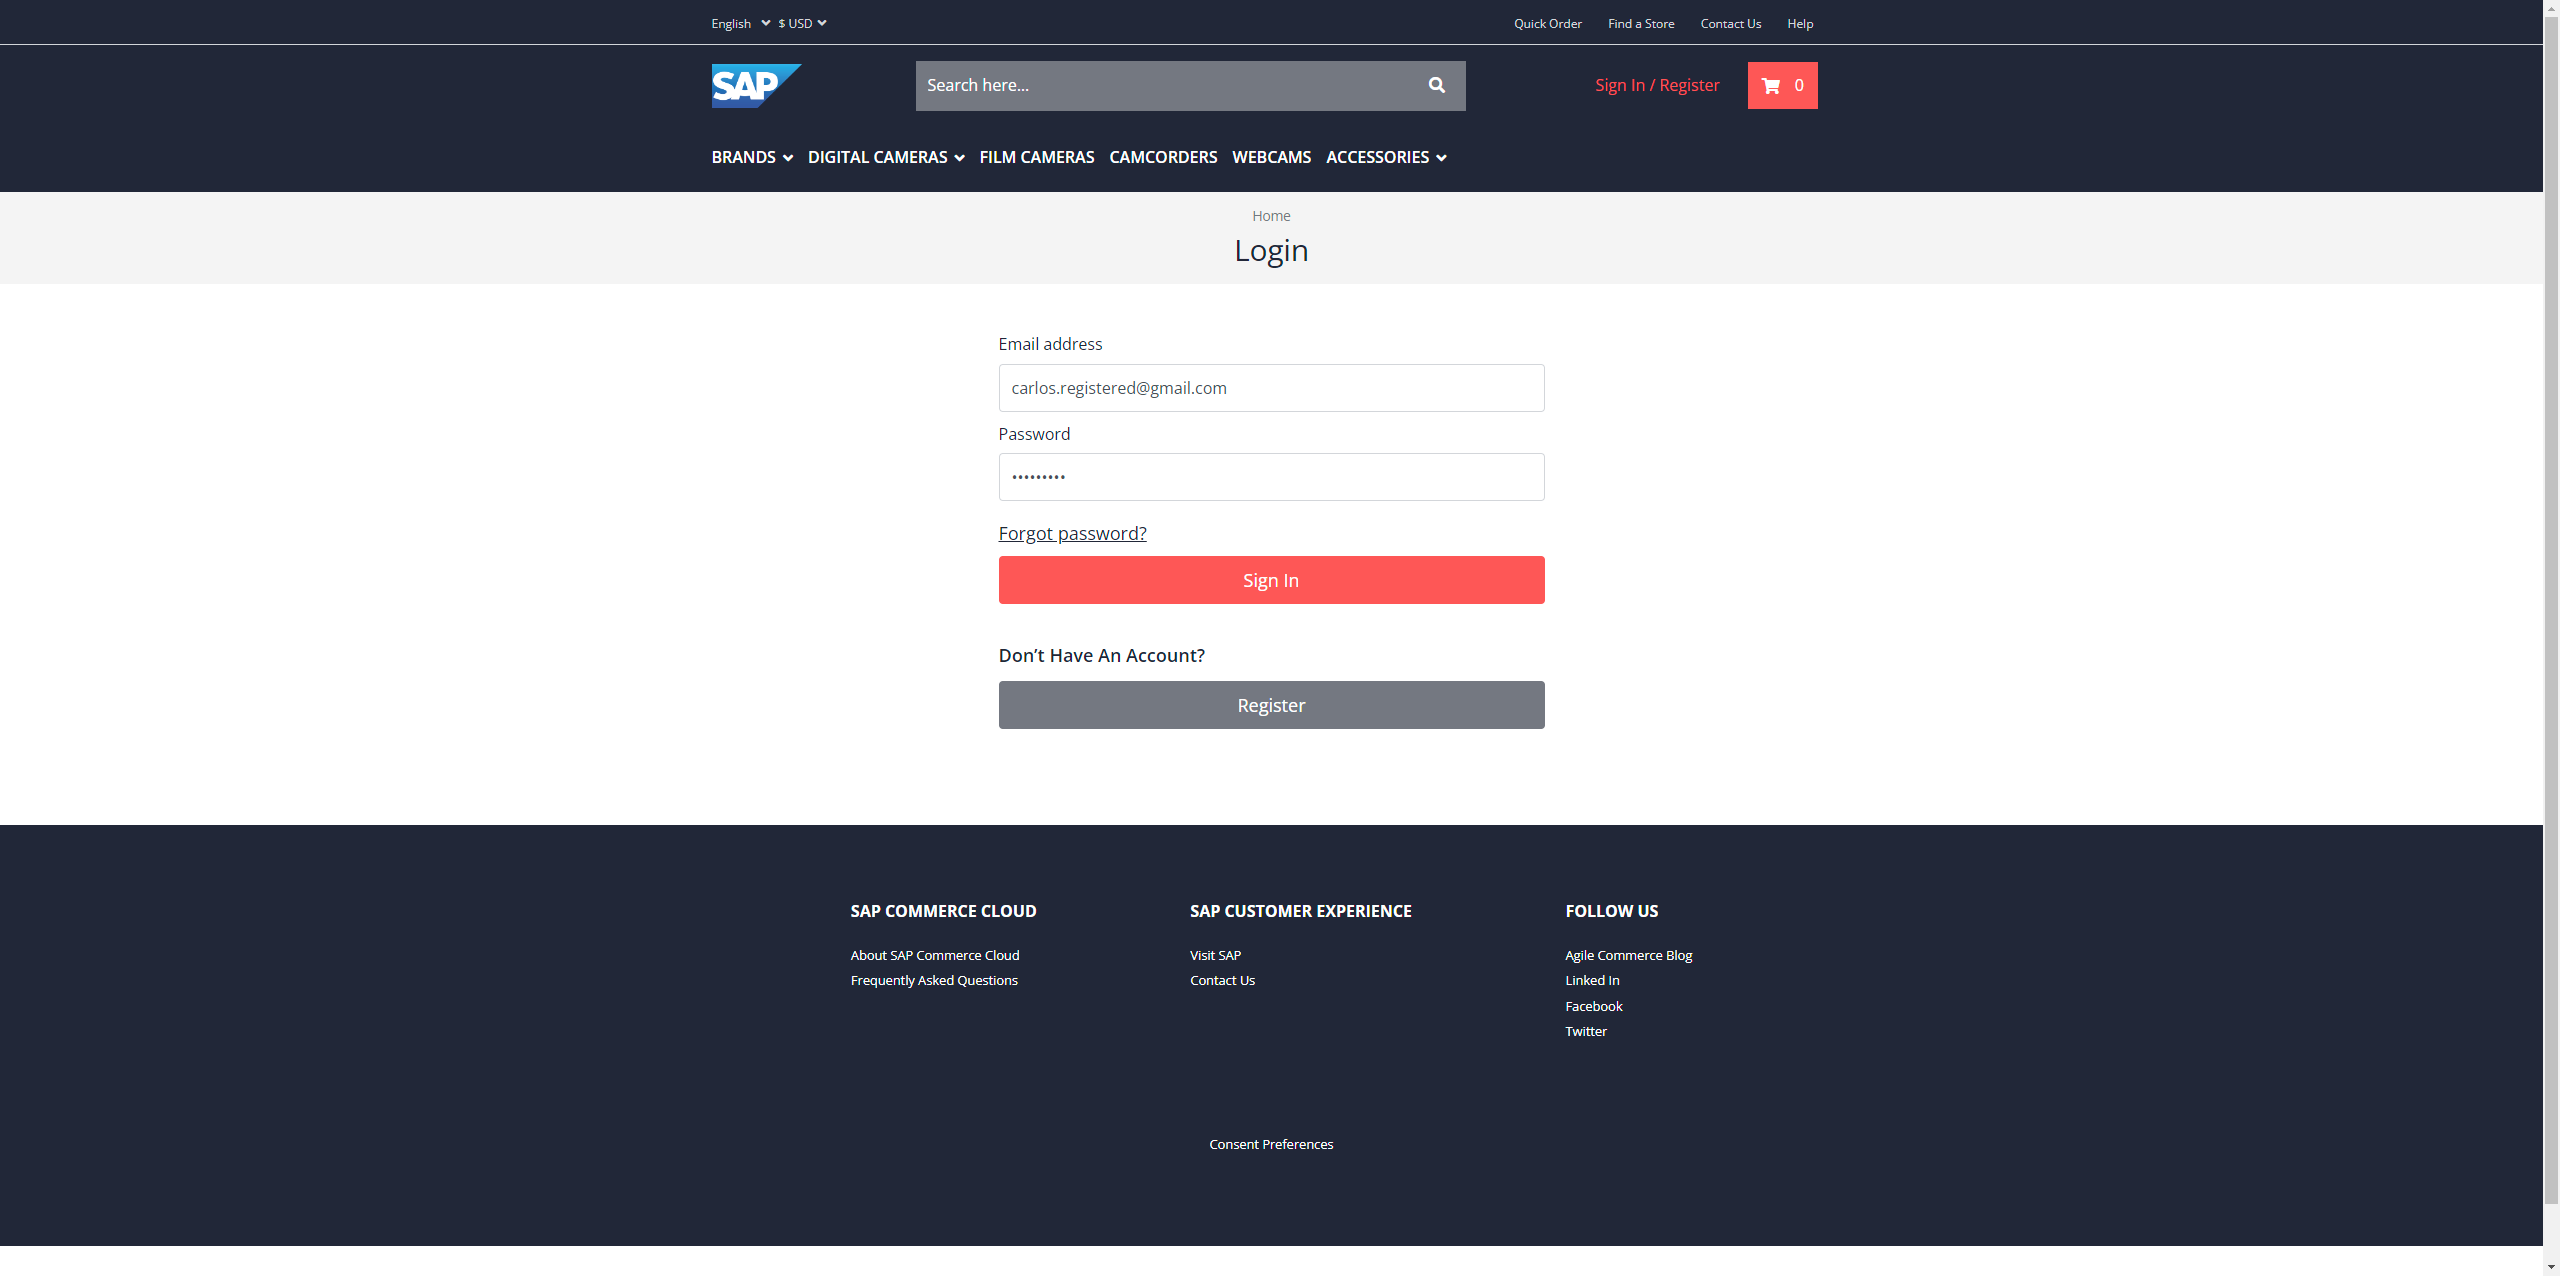 English $ USD Quick Order Find a Store Contact Us Help
SAP Search here... Sign In / Register 0
BRANDS DIGITAL CAMERAS FILM CAMERAS CAMCORDERS WEBCAMS ACCESSORIES
Home
Login
Email address
carlos.registered@gmail.com
Password
•••••••••
Forgot password?
Sign In
Don’t Have An Account?
Register
SAP COMMERCE CLOUD
About SAP Commerce Cloud
Frequently Asked Questions
SAP CUSTOMER EXPERIENCE
Visit SAP
Contact Us
FOLLOW US
Agile Commerce Blog
Linked In
Facebook
Twitter
Consent Preferences